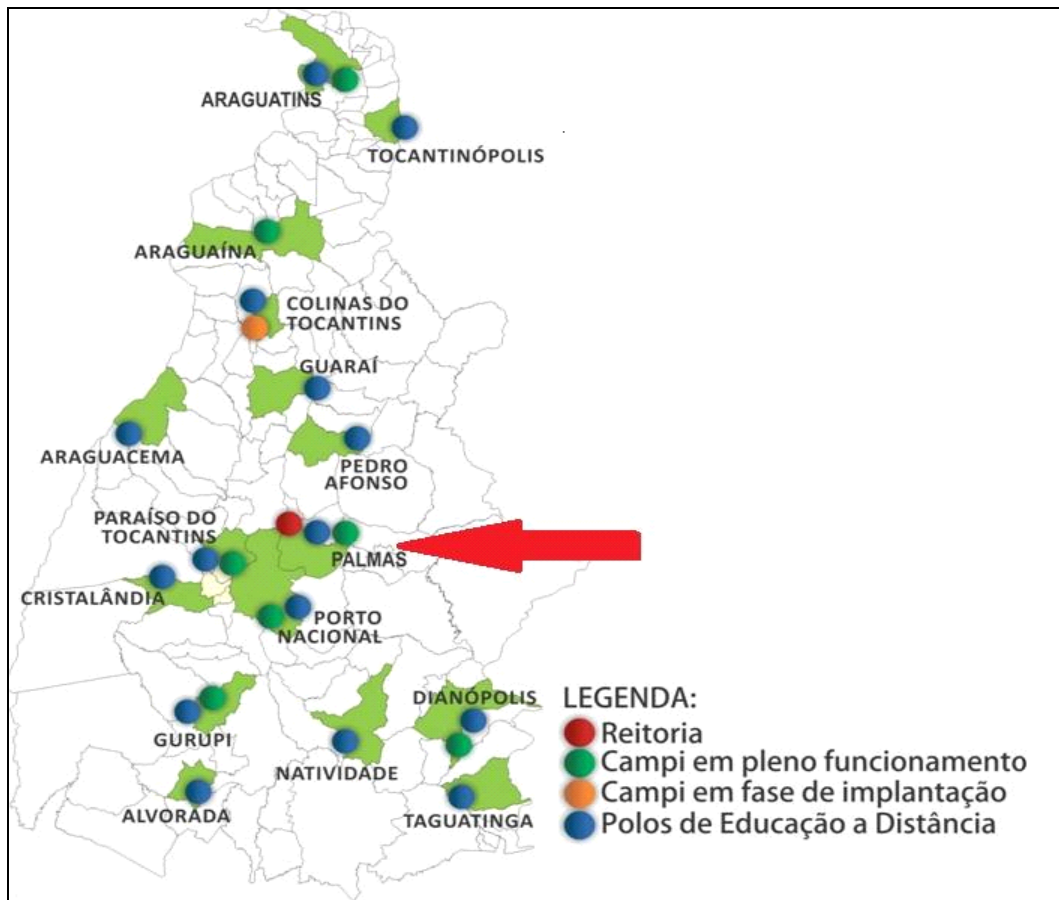 ARAGUATINS
TOCANTINÓPOLIS
ARAGUAÍNA
COLINAS DO
TOCANTINS
GUARAÍ
ARAGUACEMA
PEDRO
AFONSO
PARAÍSO DO
TOCANTINS
PALMAS
CRISTALÂNDIA
PORTO
NACIONAL
DIANÓPOLIS
GURUPI
NATIVIDADE
ALVORADA
TAGUATINGA
LEGENDA:
Reitoria
Campi em pleno funcionamento
Campi em fase de implantação
Polos de Educação a Distância